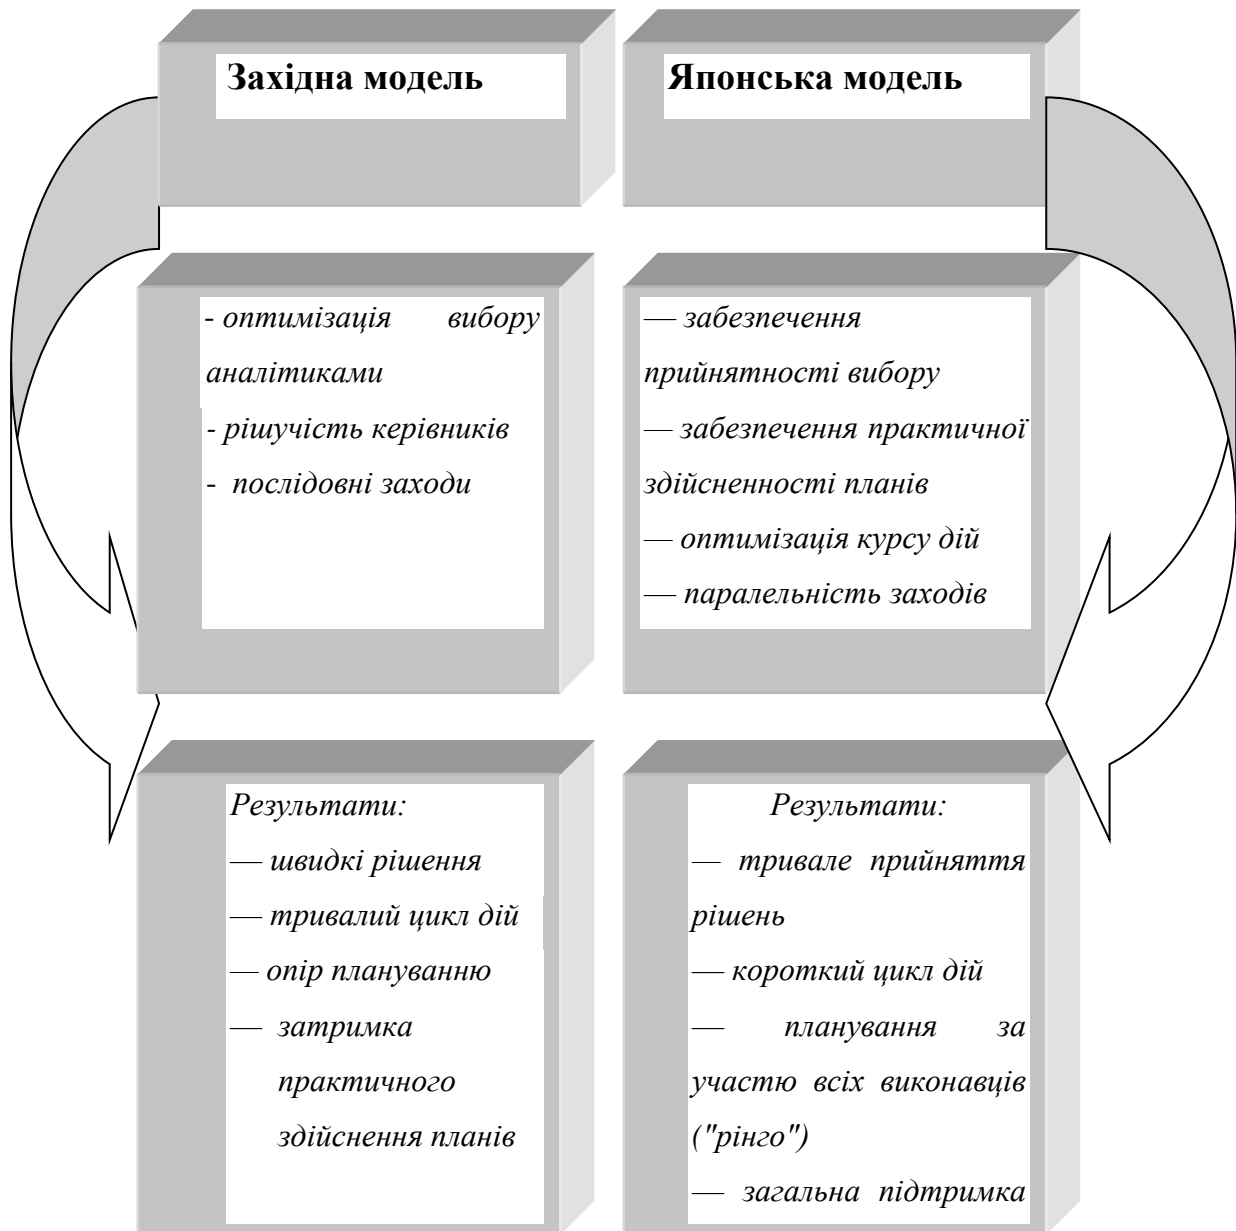 Західна модель
Японська модель
- оптимізація вибору
аналітиками
- рішучість керівників
- послідовні заходи
— забезпечення
прийнятності вибору
— забезпечення практичної
здійсненності планів
— оптимізація курсу дій
— паралельність заходів
Результати:
— швидкі рішення
— тривалий цикл дій
— опір плануванню
— затримка
практичного
здійснення планів
Результати:
— тривале прийняття
рішень
— короткий цикл дій
— планування за
участю всіх виконавців
("рінго")
— загальна підтримка